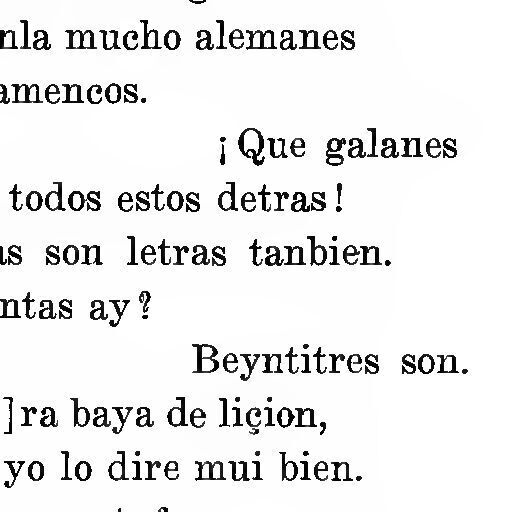 nla mucho alemanes
amencos.
¡Que galanes
todos estos detras!
as son letras tanbien.
ntas ay?
Beyntitres son.
]ra baya de liçion,
yo lo dire mui bien.